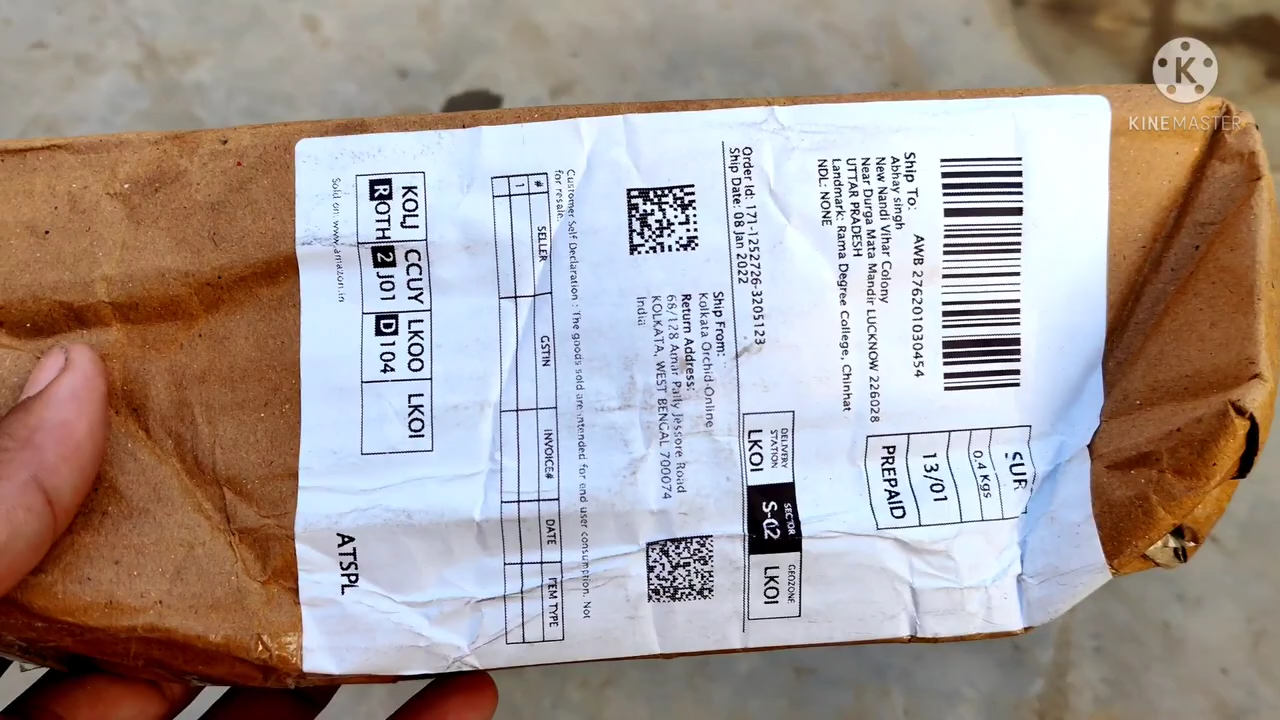 SUR
0.4 Kgs
13/01
PREPAID
Ship To:
AWB 276201030454
Abhay singh
New Nandi Vihar Colony
Near Durga Mata Mandir LUCKNOW 226028
UTTAR PRADESH
Landmark: Rama Degree College, Chinhat
NDL: NONE
Order Id: 171-1252726-3205123
Ship Date: 08 Jan 2022
DELIVERY STATION
LKOI
SECTOR
S-02
GEOZONE
LKOI
Ship From:
Kolkata Orchid-Online
Return Address:
68/128 Amar Pally Jessore Road
KOLKATA, WEST BENGAL 700074
India
Customer Self Declaration : The goods sold are intended for end user consumption. Not
for resale.
# SELLER GSTIN INVOICE# DATE ITEM TYPE
1
KOLJ CCUY LKOO LKOI
ROTH 2J01 D104
Sold on: www.amazon.in
ATSPL
K
KINEMASTER